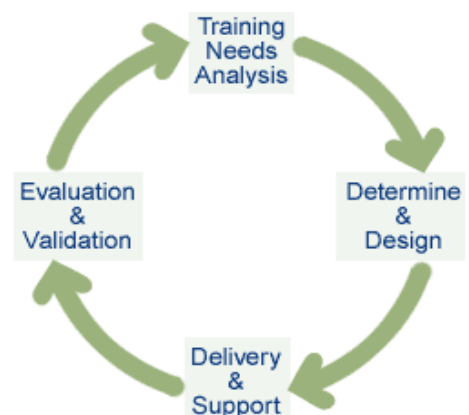 Training
Needs
Analysis
Evaluation
&
Validation
Determine
&
Design
Delivery
&
Support